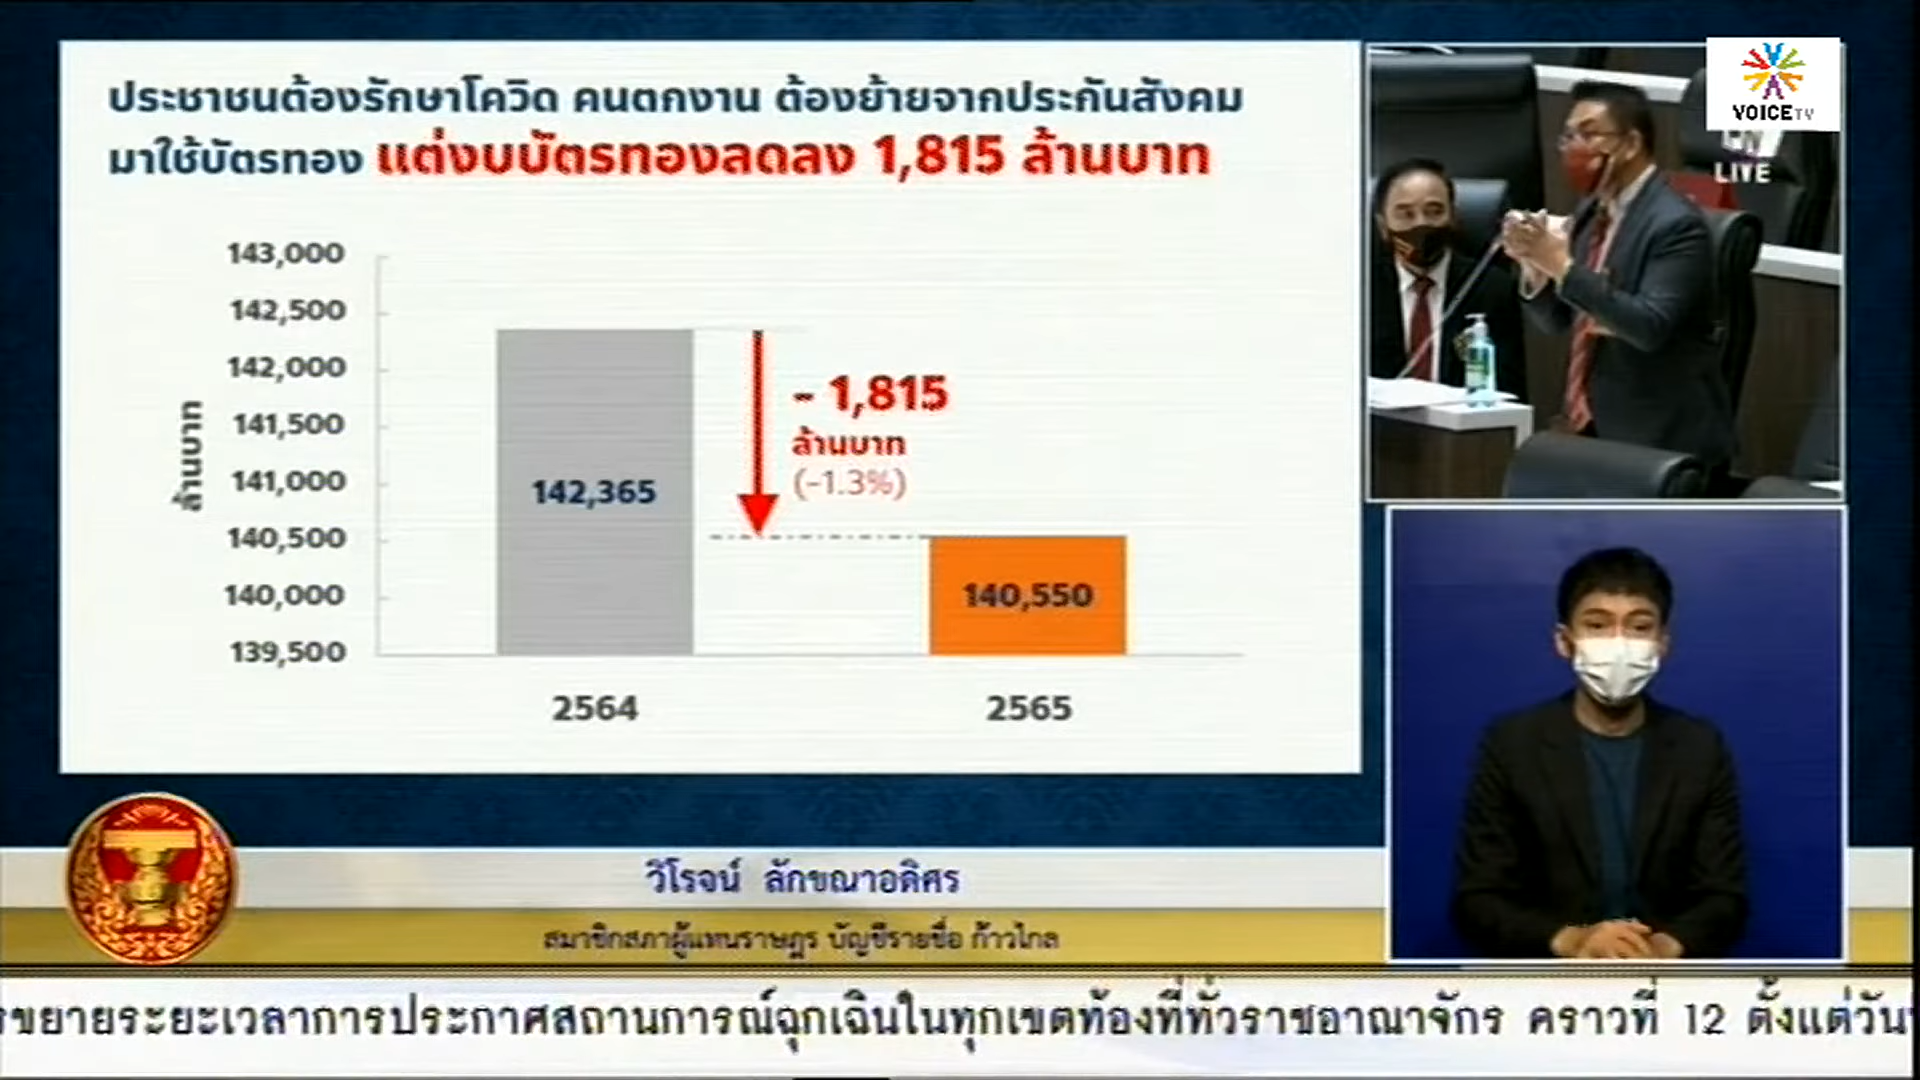 ประชาชนต้องรักษาโควิด คนตกงาน ต้องย้ายจากประกันสังคม
มาใช้บัตรทอง แต่งบบัตรทองลดลง 1,815 ล้านบาท
143,000
142,500
142,000
141,500
141,000
140,500
140,000
139,500
ล้านบาท
142,365
- 1,815
ล้านบาท
(-1.3%)
140,550
2564
2565
VOICETV
LIVE
วิโรจน์ ลักขณาอดิศร
สมาชิกสภาผู้แทนราษฎร บัญชีรายชื่อ ก้าวไกล
รขยายระยะเวลาการประกาศสถานการณ์ฉุกเฉินในทุกเขตท้องที่ทั่วราชอาณาจักร คราวที่ 12 ตั้งแต่วัน